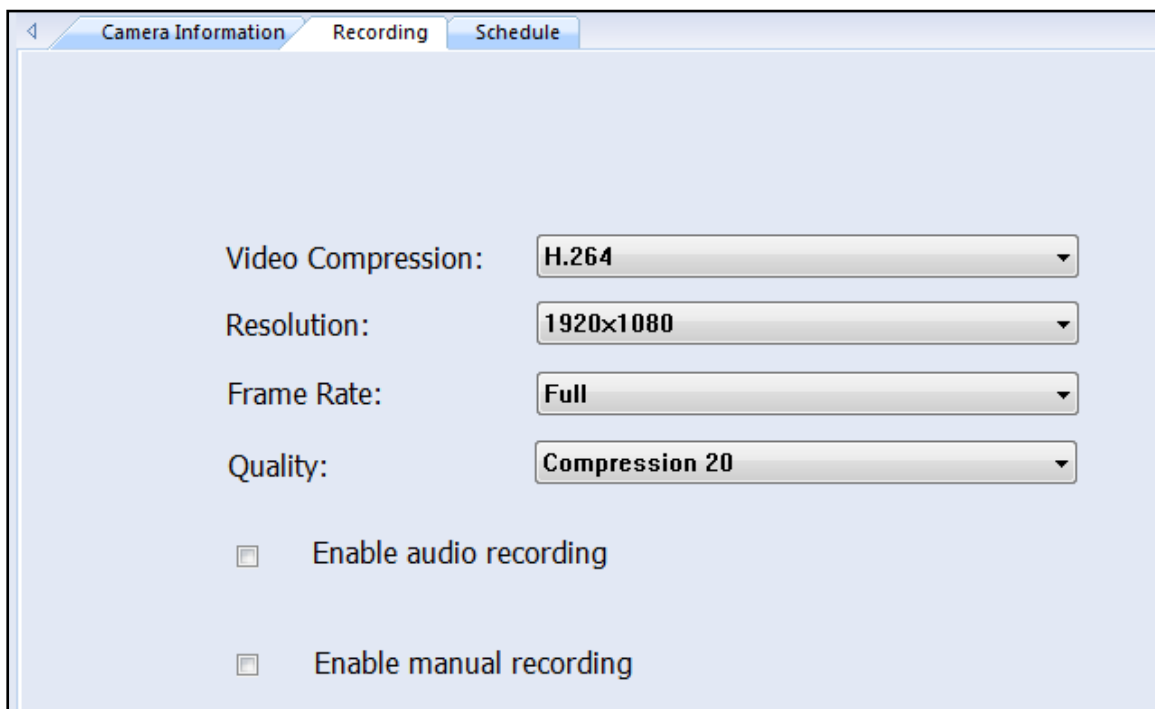 Camera Information Recording Schedule
Video Compression: H.264
Resolution: 1920x1080
Frame Rate: Full
Quality: Compression 20
Enable audio recording
Enable manual recording